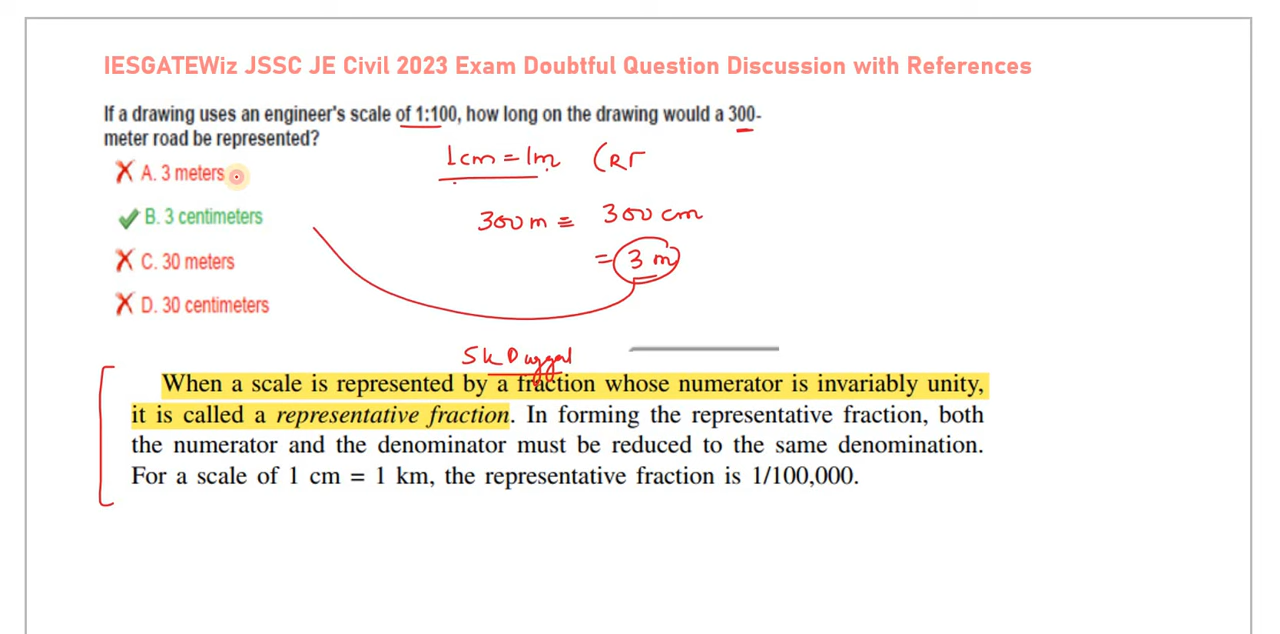 IESGATEWiz JSSC JE Civil 2023 Exam Doubtful Question Discussion with References
If a drawing uses an engineer's scale of 1:100, how long on the drawing would a 300-
meter road be represented?
1cm = 1m (RF
A. 3 meters
B. 3 centimeters
300 m = 300 cm
= 3 m
C. 30 meters
D. 30 centimeters
SK Duggal
When a scale is represented by a fraction whose numerator is invariably unity,
it is called a representative fraction. In forming the representative fraction, both
the numerator and the denominator must be reduced to the same denomination.
For a scale of 1 cm = 1 km, the representative fraction is 1/100,000.